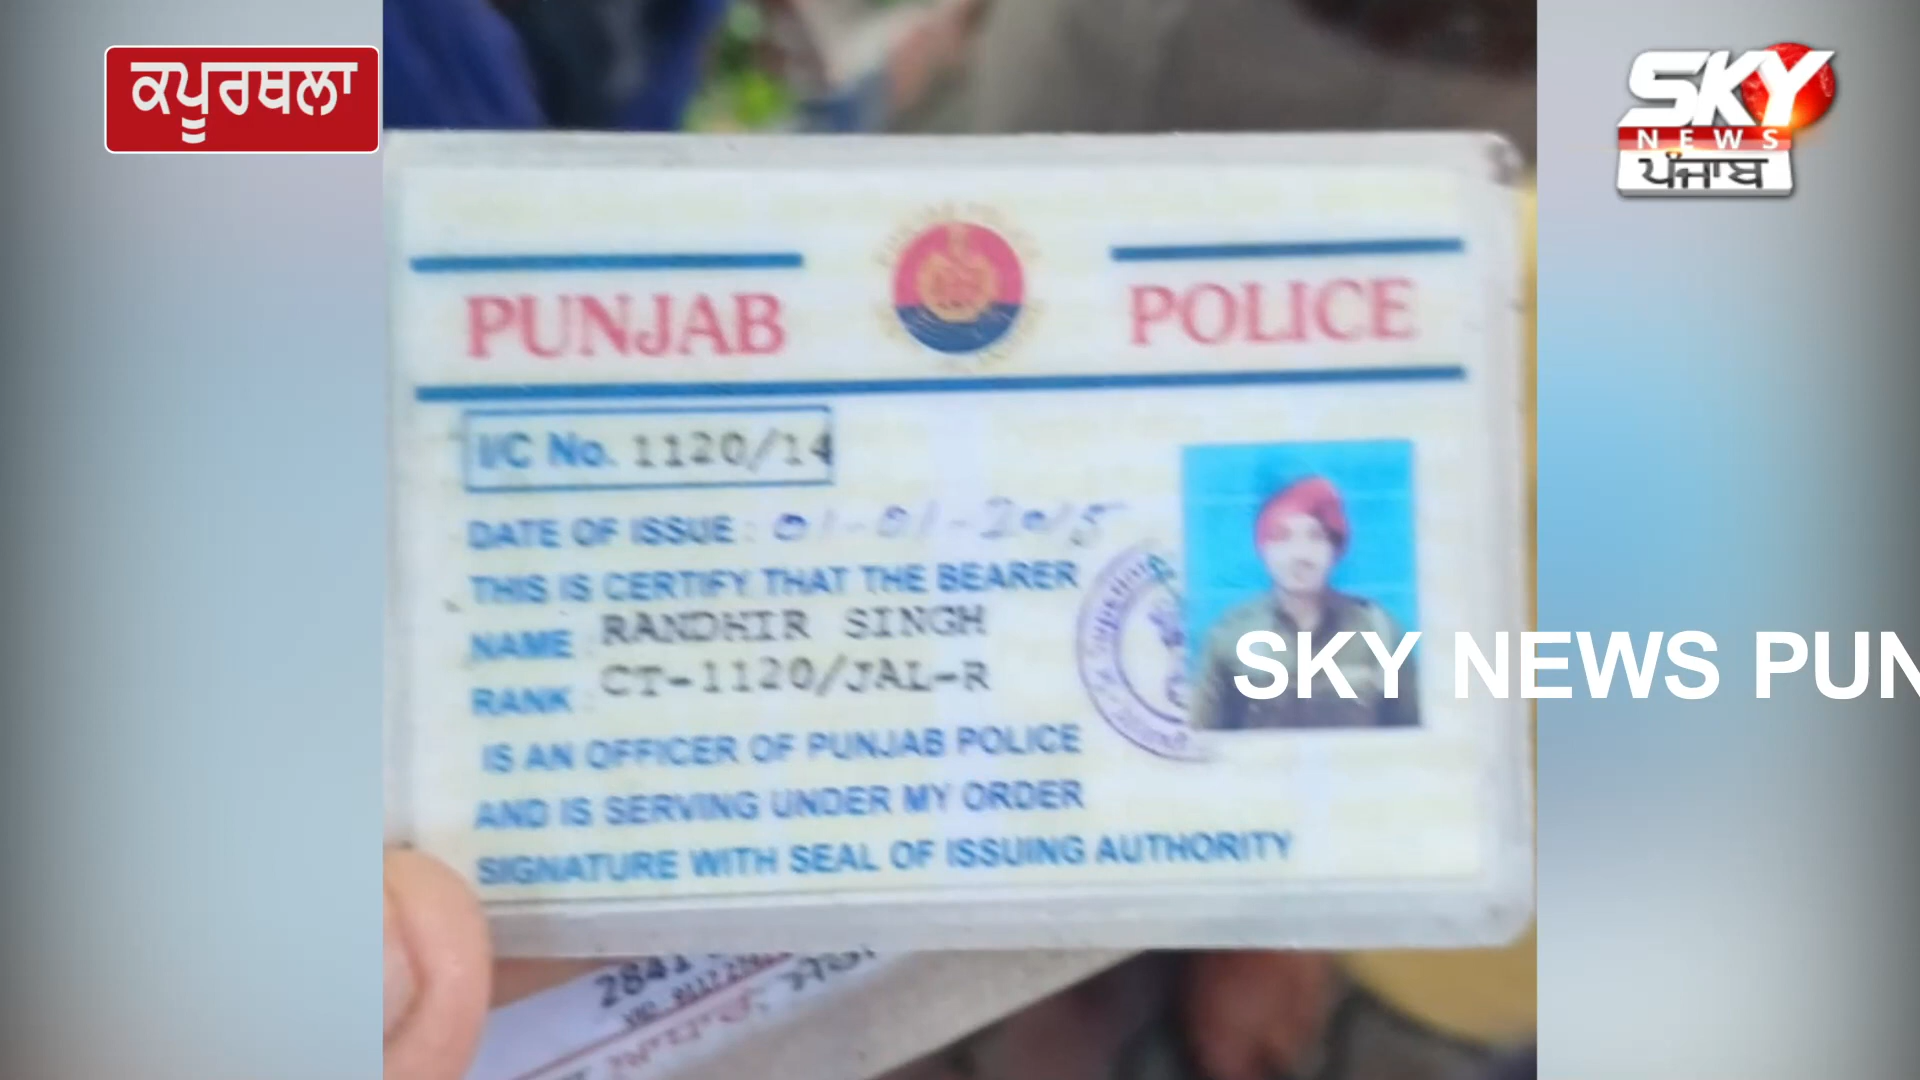 ਕਪੂਰਥਲਾ
SKY
NEWS
ਪੰਜਾਬ
PUNJAB POLICE
I/C No. 1120/14
DATE OF ISSUE : 01-01-2015
THIS IS CERTIFY THAT THE BEARER
NAME : RANDHIR SINGH
RANK : CT-1120/JAL-R
IS AN OFFICER OF PUNJAB POLICE
AND IS SERVING UNDER MY ORDER
SIGNATURE WITH SEAL OF ISSUING AUTHORITY
SKY NEWS PUN